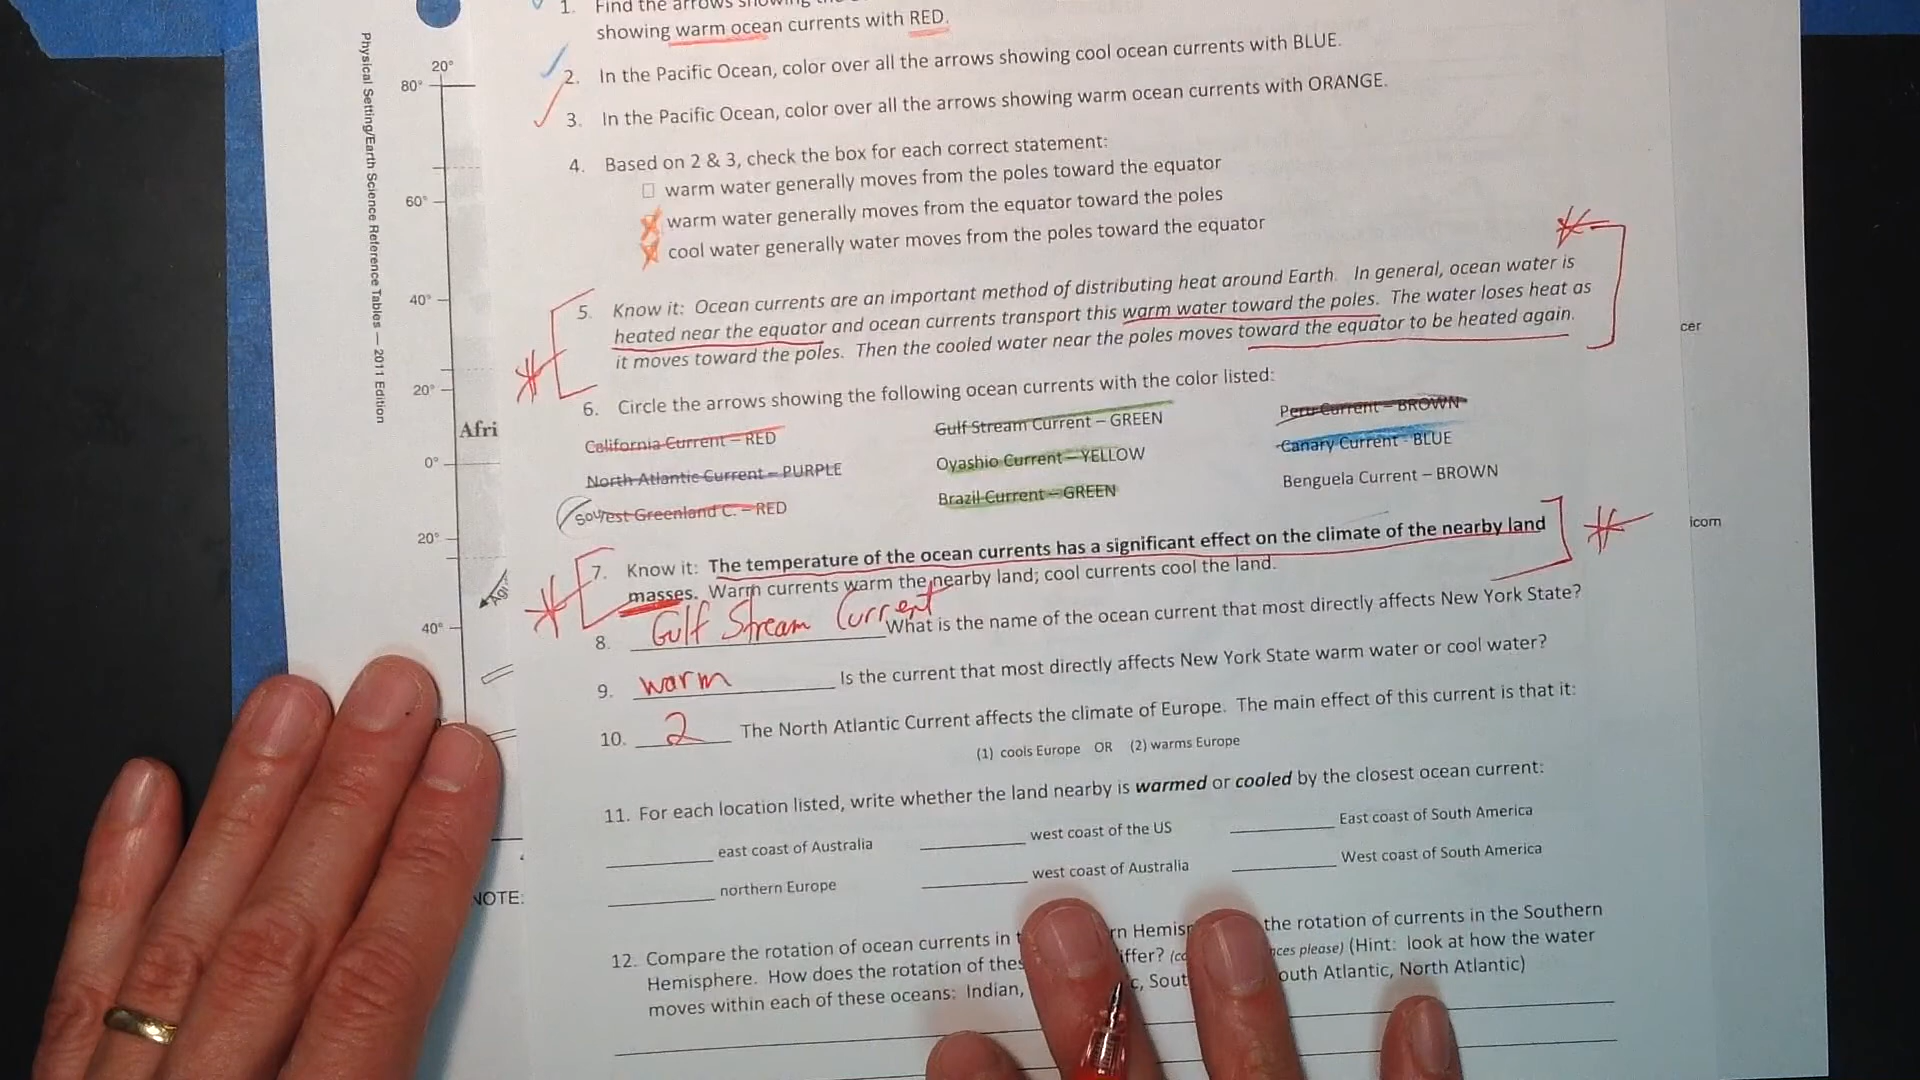 1. Find the arrows showing the
showing warm ocean currents with RED.
2. In the Pacific Ocean, color over all the arrows showing cool ocean currents with BLUE.
3. In the Pacific Ocean, color over all the arrows showing warm ocean currents with ORANGE.
4. Based on 2 & 3, check the box for each correct statement:
warm water generally moves from the poles toward the equator
warm water generally moves from the equator toward the poles
cool water generally water moves from the poles toward the equator
5. Know it: Ocean currents are an important method of distributing heat around Earth. In general, ocean water is
heated near the equator and ocean currents transport this warm water toward the poles. The water loses heat as
it moves toward the poles. Then the cooled water near the poles moves toward the equator to be heated again.
6. Circle the arrows showing the following ocean currents with the color listed:
California Current – RED
Gulf Stream Current – GREEN
Peru Current – BROWN
North Atlantic Current – PURPLE
Oyashio Current – YELLOW
Canary Current - BLUE
est Greenland C. – RED
Brazil Current – GREEN
Benguela Current – BROWN
7. Know it: The temperature of the ocean currents has a significant effect on the climate of the nearby land
masses. Warm currents warm the nearby land; cool currents cool the land.
8. Gulf Stream Current What is the name of the ocean current that most directly affects New York State?
9. warm Is the current that most directly affects New York State warm water or cool water?
10. 2 The North Atlantic Current affects the climate of Europe. The main effect of this current is that it:
(1) cools Europe OR (2) warms Europe
11. For each location listed, write whether the land nearby is warmed or cooled by the closest ocean current:
east coast of Australia
west coast of the US
East coast of South America
northern Europe
west coast of Australia
West coast of South America
12. Compare the rotation of ocean currents in the rotation of currents in the Southern
Hemisphere. How does the rotation of (Hint: look at how the water
moves within each of these oceans: Indian, Atlantic, North Atlantic)
Physical Setting/Earth Science Reference Tables — 2011 Edition
20°
80°
60°
40°
20°
Afri
0°
20°
40°
NOTE:
cer
icorn